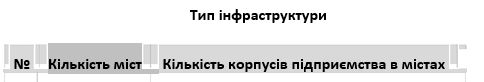 Тип інфраструктури
№ Кількість міст Кількість корпусів підприємства в містах